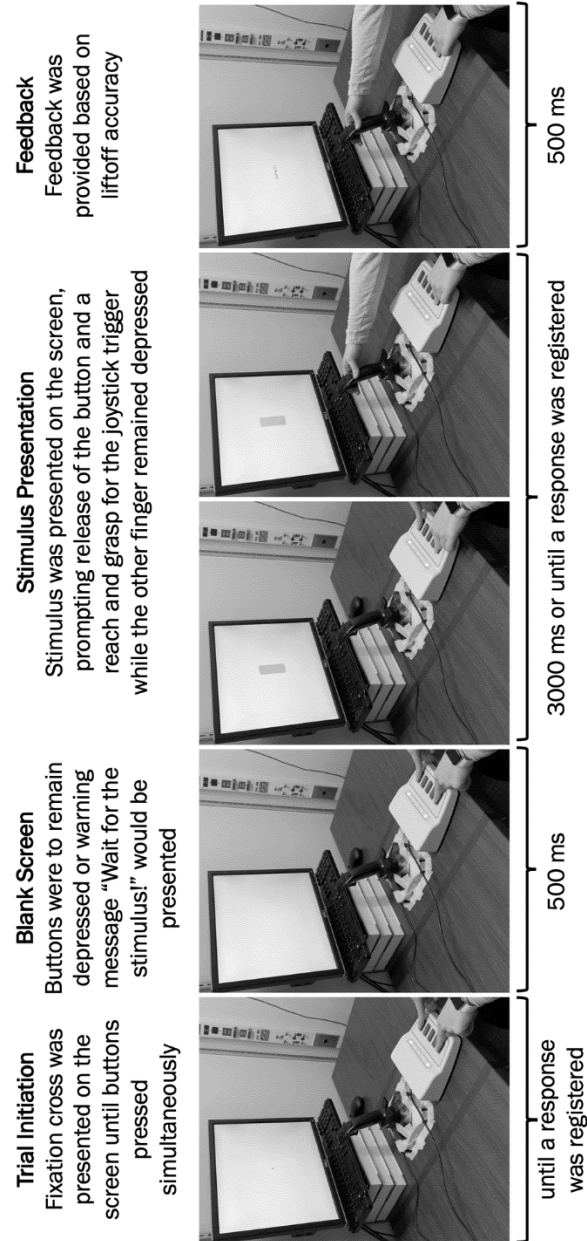 Trial Initiation
Fixation cross was
presented on the
screen until buttons
pressed
simultaneously
until a response
was registered
Blank Screen
Buttons were to remain
depressed or warning
message “Wait for the
stimulus!” would be
presented
500 ms
Stimulus Presentation
Stimulus was presented on the screen,
prompting release of the button and a
reach and grasp for the joystick trigger
while the other finger remained depressed
3000 ms or until a response was registered
Feedback
Feedback was
provided based on
liftoff accuracy
500 ms